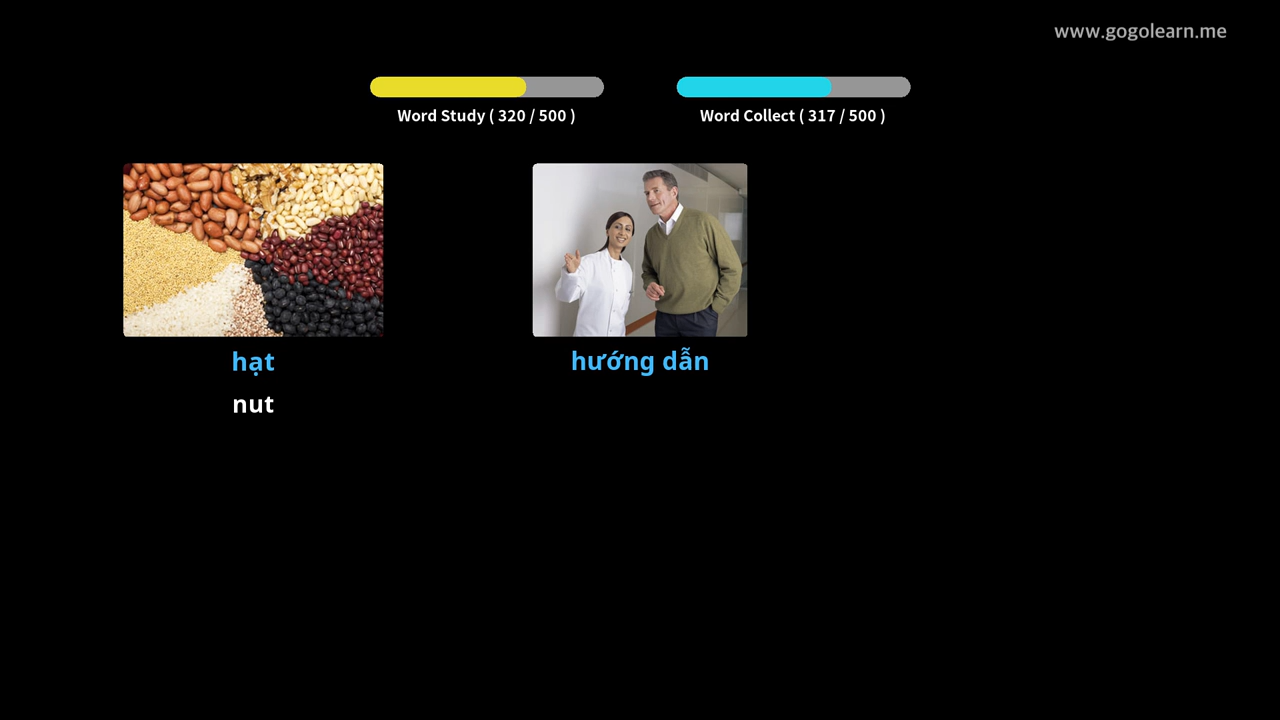 www.gogolearn.me
Word Study ( 320 / 500 )
Word Collect ( 317 / 500 )
hạt
nut
hướng dẫn